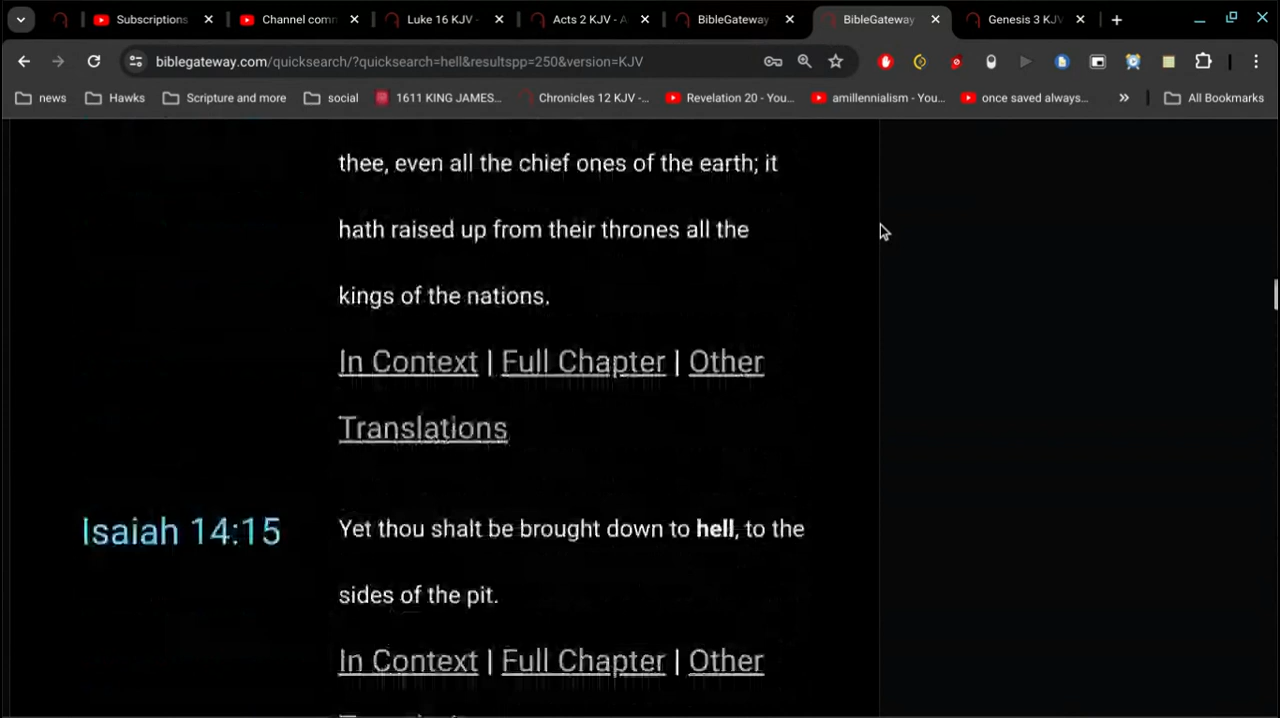 Subscriptions
Channel comm
Luke 16 KJV -
Acts 2 KJV - A
BibleGateway
BibleGateway
Genesis 3 KJV
biblegateway.com/quicksearch/?quicksearch=hell&resultspp=250&version=KJV
news
Hawks
Scripture and more
social
1611 KING JAMES...
Chronicles 12 KJV -...
Revelation 20 - You...
amillennialism - You...
once saved always...
All Bookmarks
thee, even all the chief ones of the earth; it
hath raised up from their thrones all the
kings of the nations.
In Context | Full Chapter | Other
Translations
Isaiah 14:15
Yet thou shalt be brought down to hell, to the
sides of the pit.
In Context | Full Chapter | Other